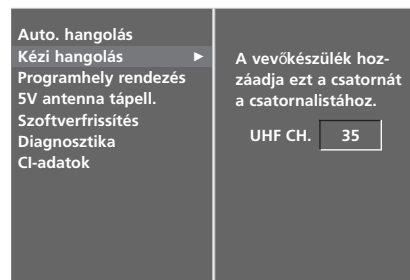 Auto. hangolás
Kézi hangolás ►
Programhely rendezés
5V antenna tápell.
Szoftverfrissítés
Diagnosztika
CI-adatok
A vevőkészülék hoz-
záadja ezt a csatornát
a csatornalistához.
UHF CH. 35